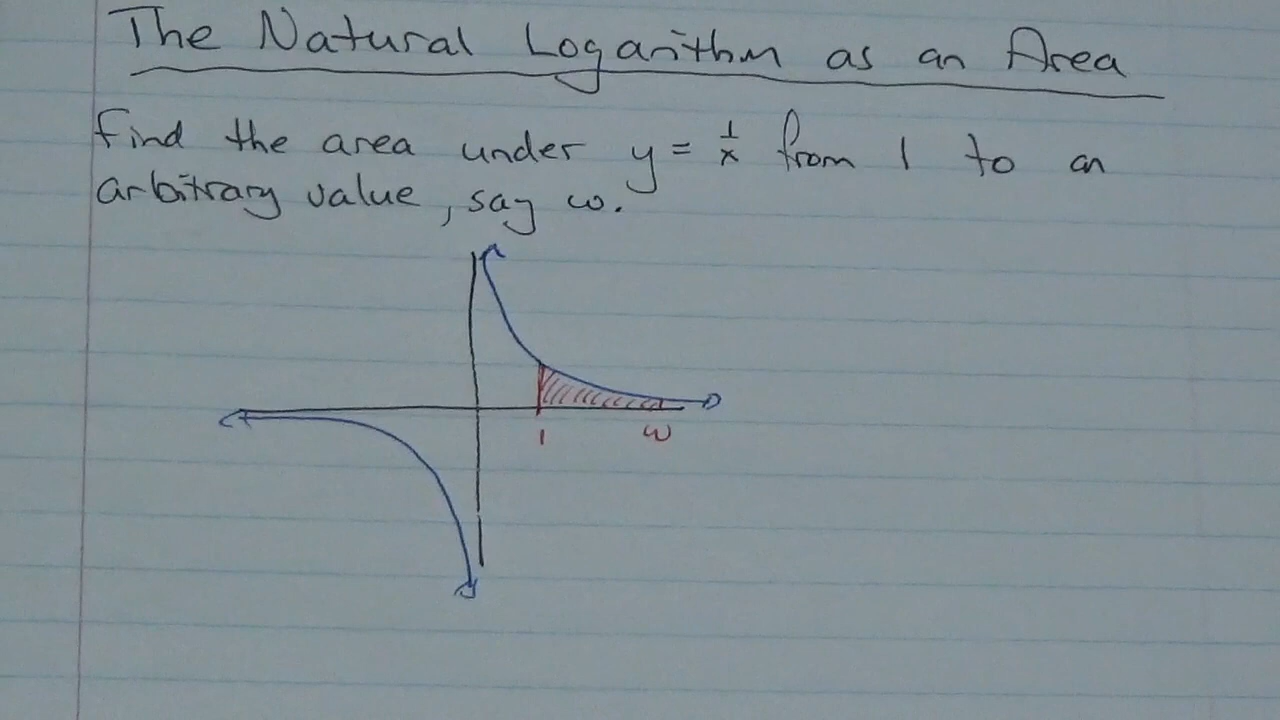 The Natural Logarithm as an Area
Find the area under y = 1/x from 1 to an
arbitrary value, say w.
1 w